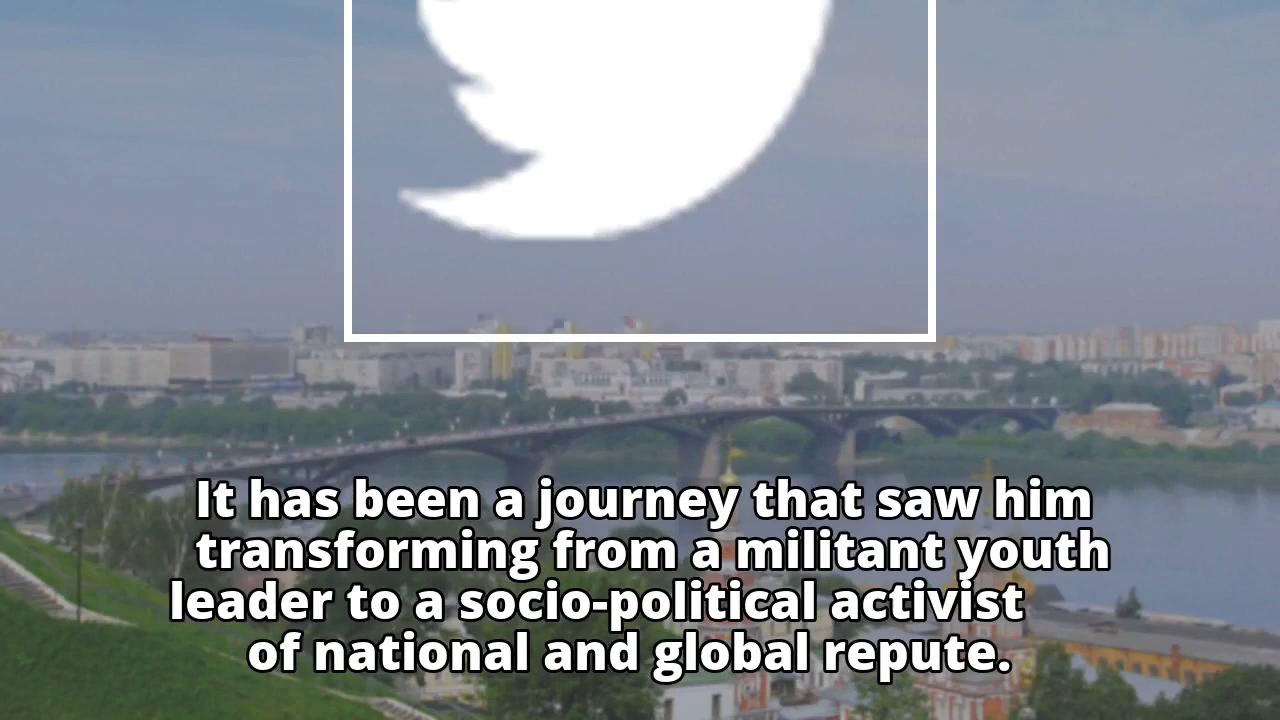 It has been a journey that saw him
transforming from a militant youth
leader to a socio-political activist
of national and global repute.